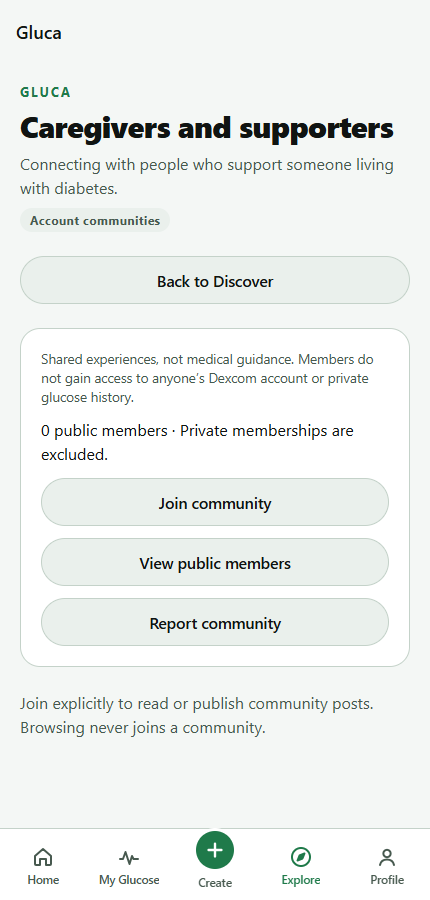 Gluca
GLUCA
Caregivers and supporters
Connecting with people who support someone living
with diabetes.
Account communities
Back to Discover
Shared experiences, not medical guidance. Members do
not gain access to anyone’s Dexcom account or private
glucose history.
0 public members · Private memberships are
excluded.
Join community
View public members
Report community
Join explicitly to read or publish community posts.
Browsing never joins a community.
Home
My Glucose
Create
Explore
Profile